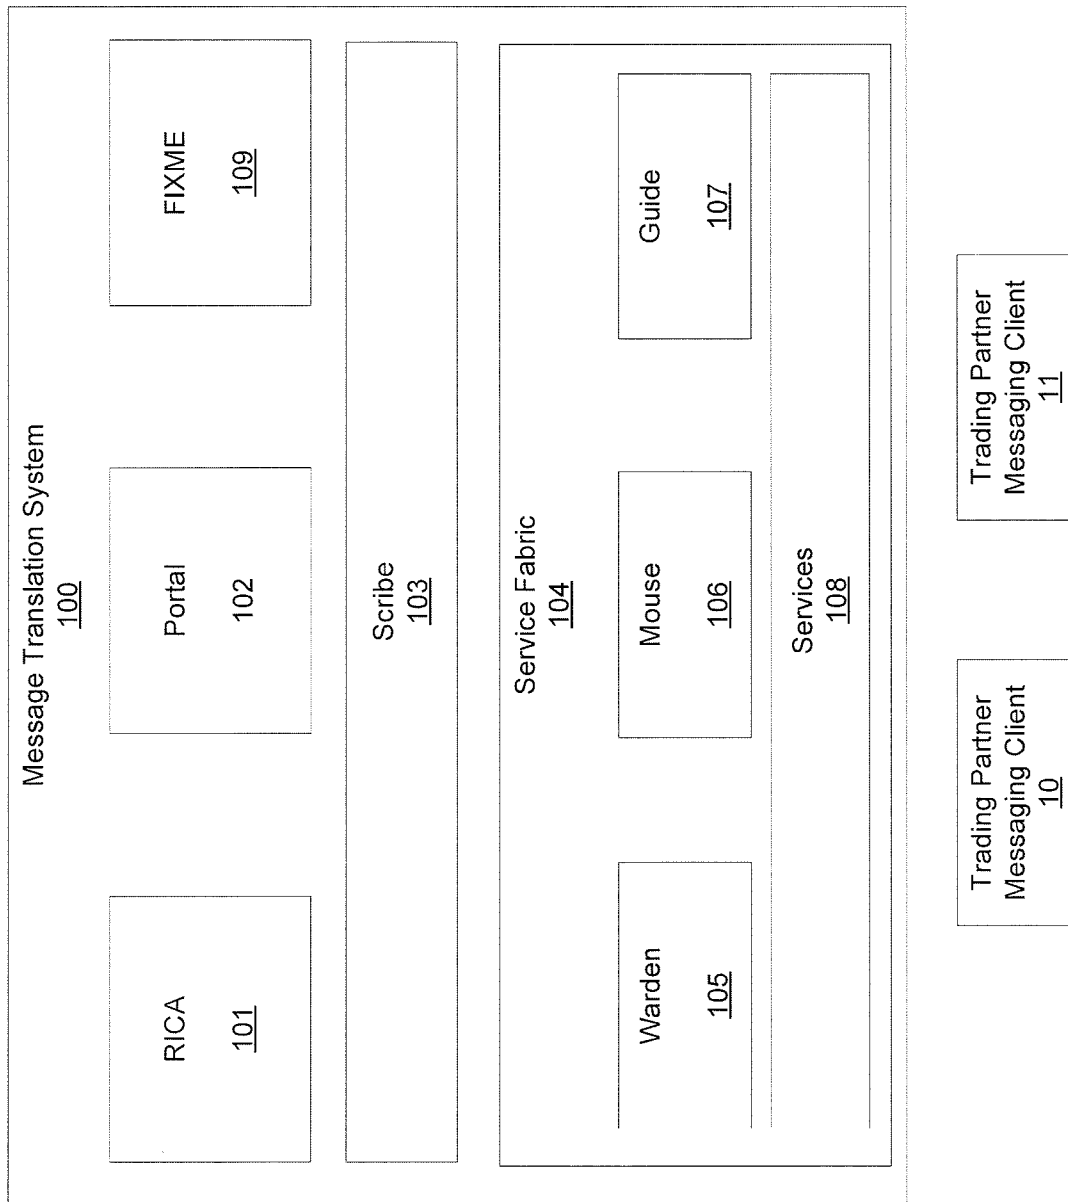 Message Translation System
100
RICA
101
Portal
102
FIXME
109
Scribe
103
Service Fabric
104
Warden
105
Mouse
106
Guide
107
Services
108
Trading Partner
Messaging Client
10
Trading Partner
Messaging Client
11